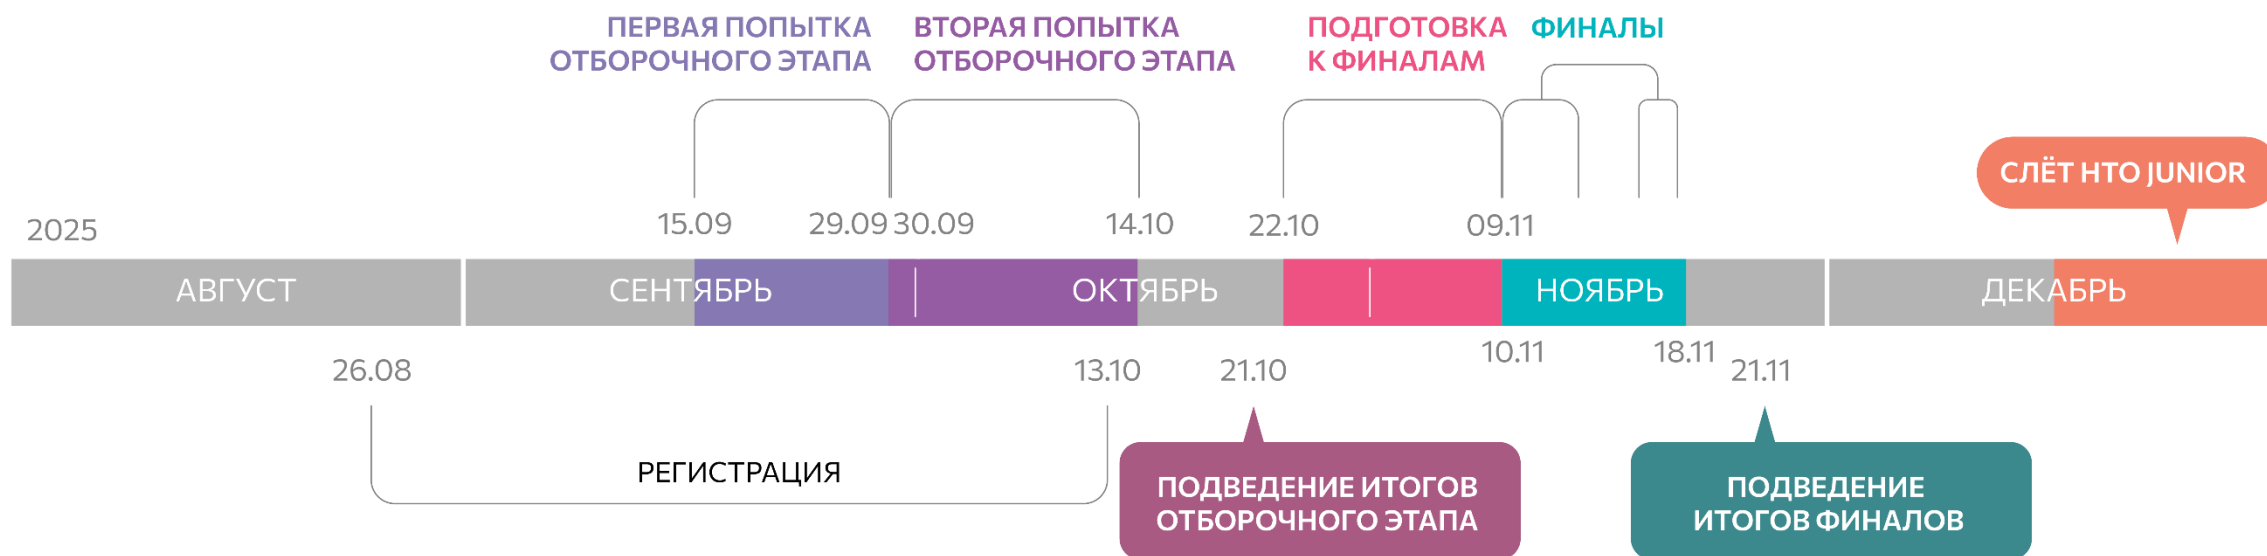 ПЕРВАЯ ПОПЫТКА
ОТБОРОЧНОГО ЭТАПА
ВТОРАЯ ПОПЫТКА
ОТБОРОЧНОГО ЭТАПА
ПОДГОТОВКА
К ФИНАЛАМ
ФИНАЛЫ
СЛЁТ НТО JUNIOR
2025
15.09
29.09
30.09
14.10
22.10
09.11
АВГУСТ
СЕНТЯБРЬ
ОКТЯБРЬ
НОЯБРЬ
ДЕКАБРЬ
26.08
13.10
21.10
10.11
18.11
21.11
РЕГИСТРАЦИЯ
ПОДВЕДЕНИЕ ИТОГОВ
ОТБОРОЧНОГО ЭТАПА
ПОДВЕДЕНИЕ
ИТОГОВ ФИНАЛОВ